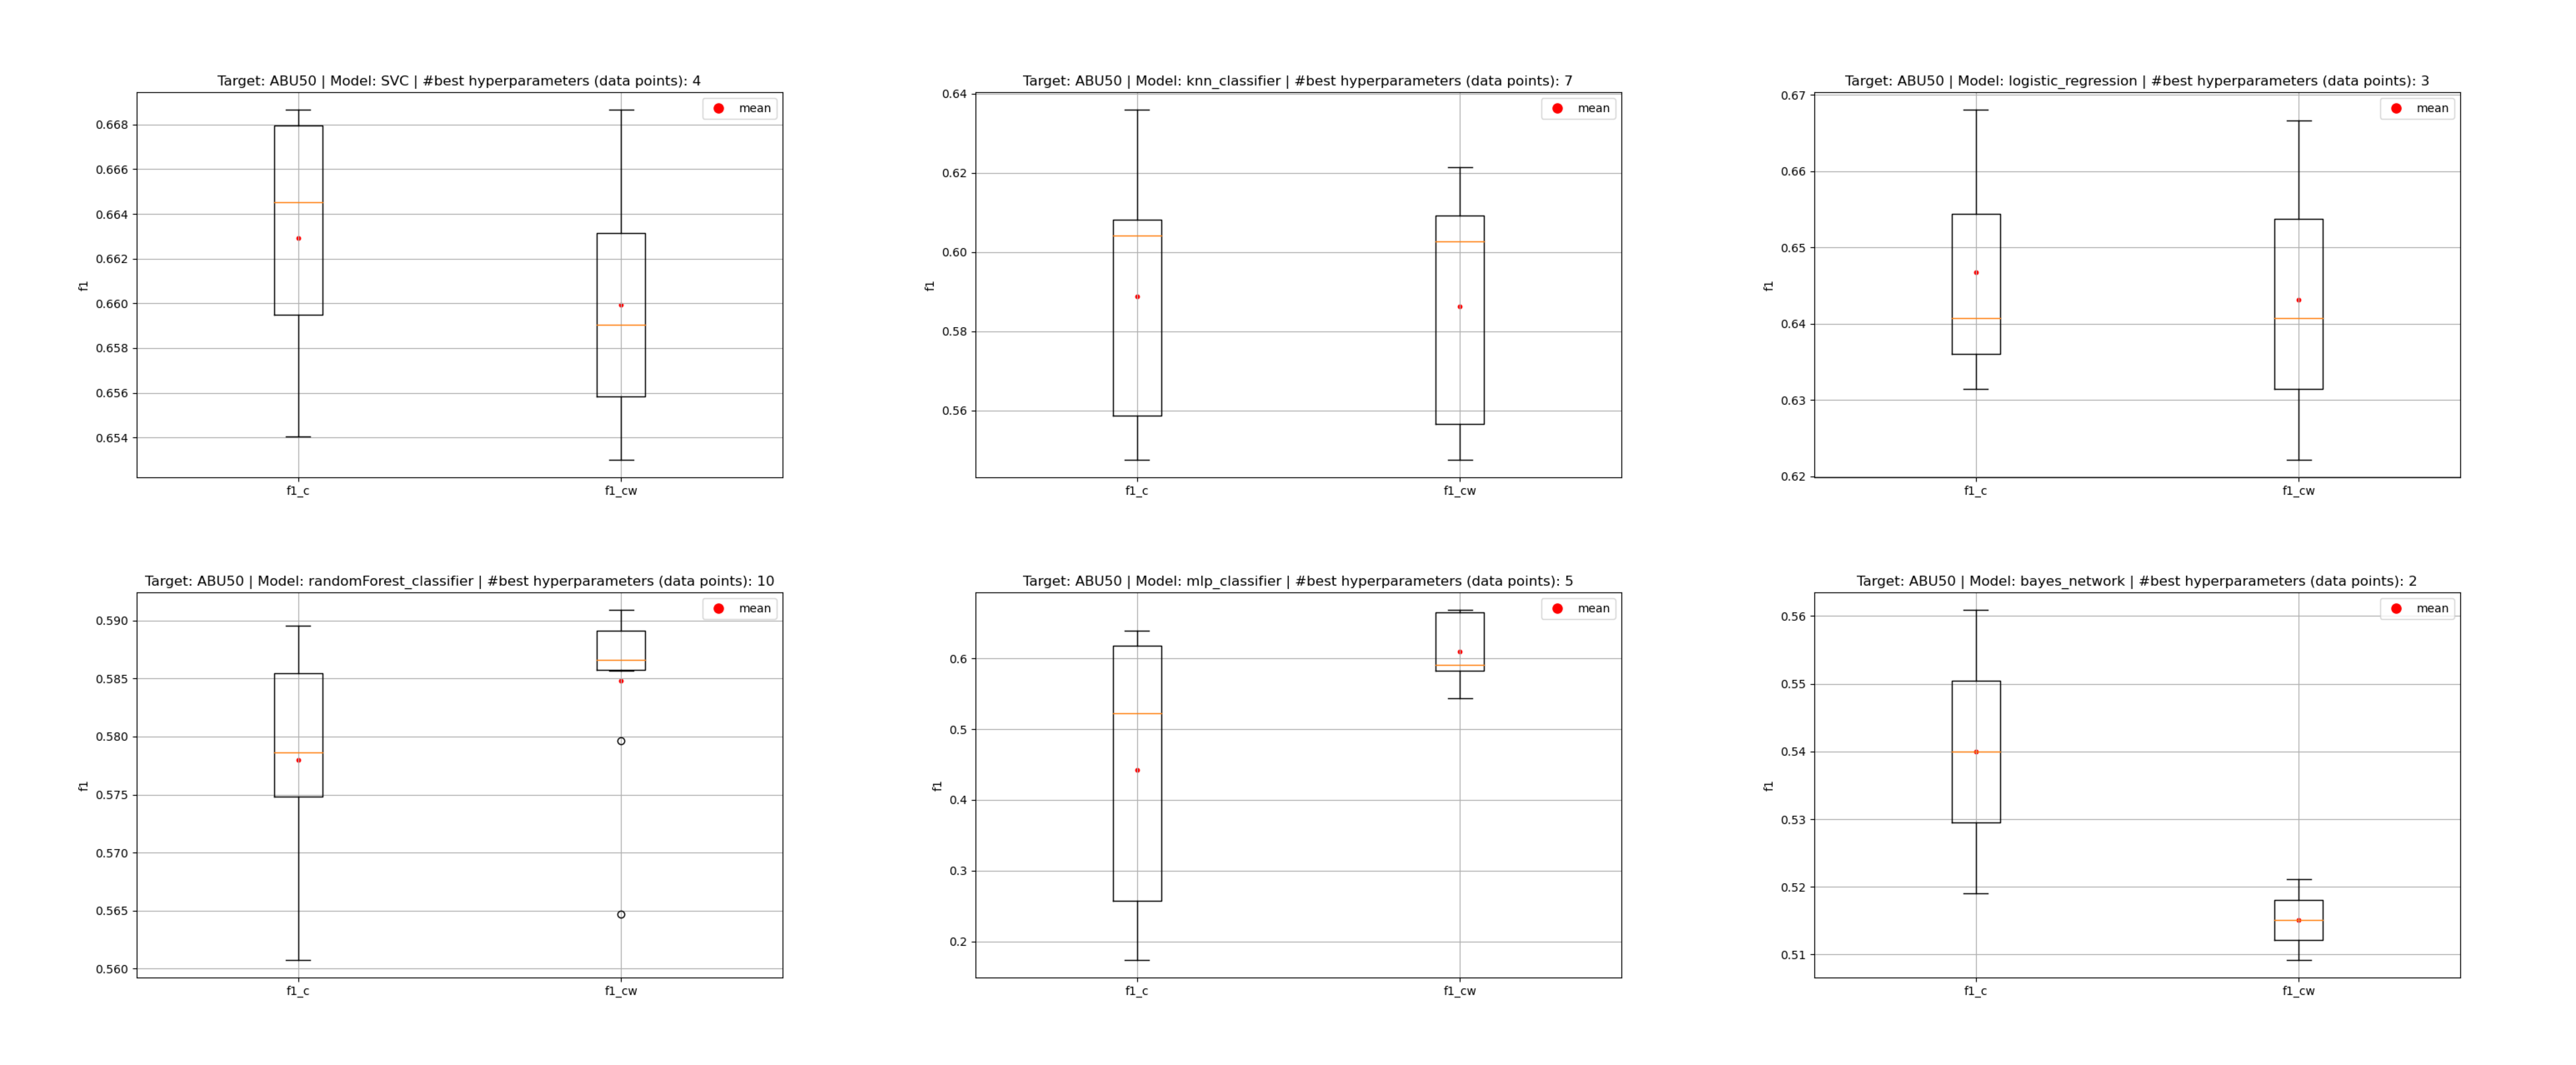 Target: ABU50 | Model: SVC | #best hyperparameters (data points): 4
mean
0.668
0.666
0.664
0.662
0.660
0.658
0.656
0.654
f1
f1_c f1_cw
Target: ABU50 | Model: knn_classifier | #best hyperparameters (data points): 7
mean
0.64
0.62
0.60
0.58
0.56
f1
f1_c f1_cw
Target: ABU50 | Model: logistic_regression | #best hyperparameters (data points): 3
mean
0.67
0.66
0.65
0.64
0.63
0.62
f1
f1_c f1_cw
Target: ABU50 | Model: randomForest_classifier | #best hyperparameters (data points): 10
mean
0.590
0.585
0.580
0.575
0.570
0.565
0.560
f1
f1_c f1_cw
Target: ABU50 | Model: mlp_classifier | #best hyperparameters (data points): 5
mean
0.6
0.5
0.4
0.3
0.2
f1
f1_c f1_cw
Target: ABU50 | Model: bayes_network | #best hyperparameters (data points): 2
mean
0.56
0.55
0.54
0.53
0.52
0.51
f1
f1_c f1_cw